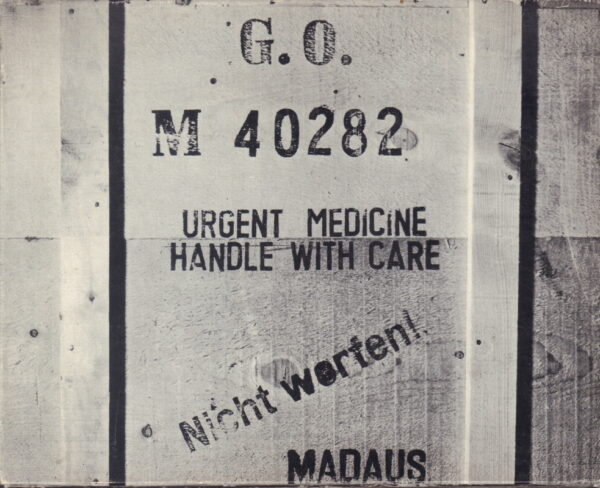 G.O.
M 40282
URGENT MEDICINE
HANDLE WITH CARE
Nicht werfen!
MADAUS